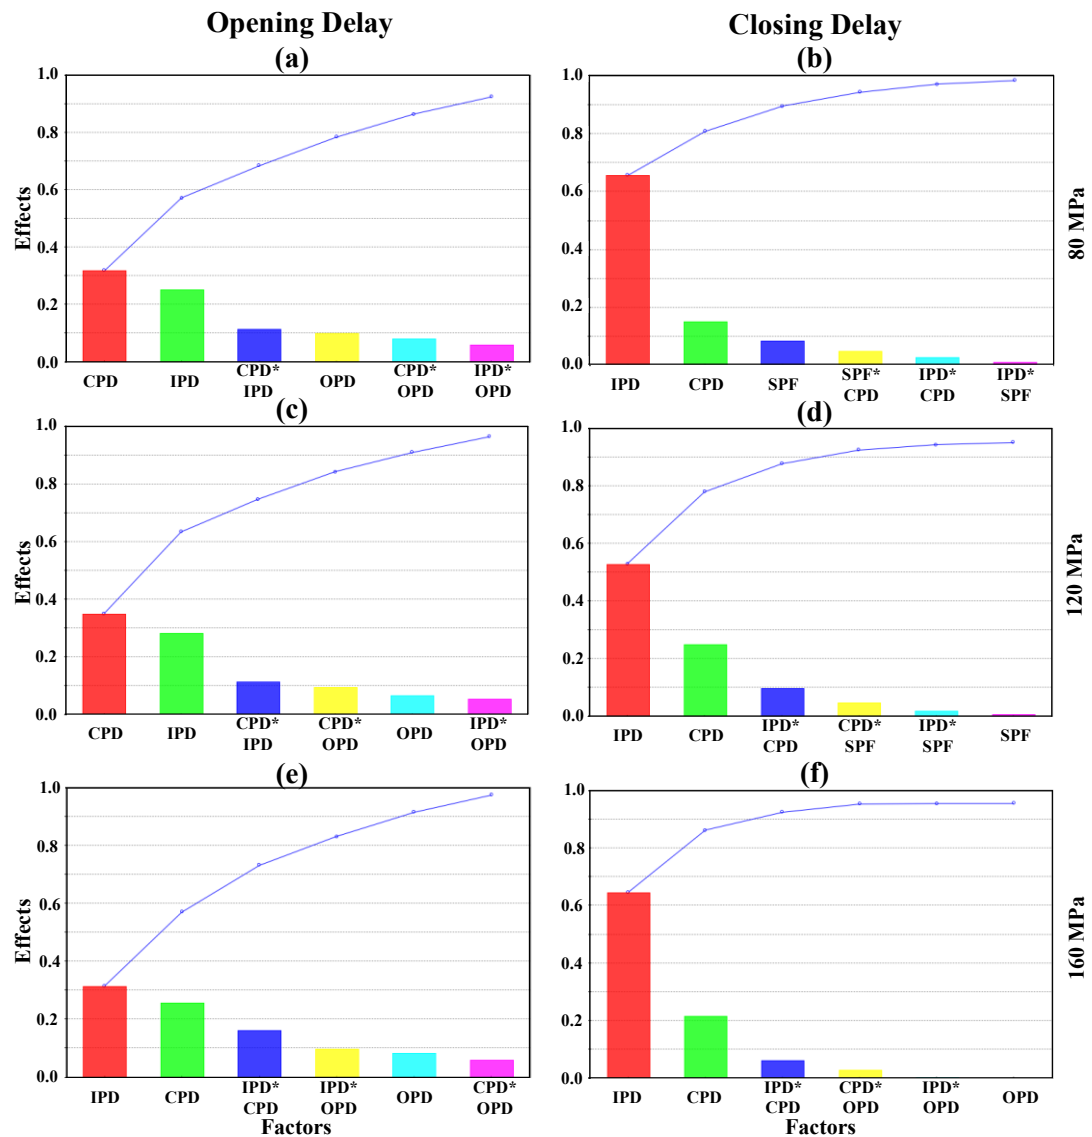 Opening Delay
Closing Delay
(a)
1.0
0.8
0.6
0.4
0.2
0.0
Effects
CPD
IPD
CPD*
IPD
OPD
CPD*
OPD
IPD*
OPD
(b)
1.0
0.8
0.6
0.4
0.2
0.0
IPD
CPD
SPF
SPF*
CPD
IPD*
CPD
IPD*
SPF
80 MPa
(c)
1.0
0.8
0.6
0.4
0.2
0.0
Effects
CPD
IPD
CPD*
IPD
CPD*
OPD
OPD
IPD*
OPD
(d)
1.0
0.8
0.6
0.4
0.2
0.0
IPD
CPD
IPD*
CPD
CPD*
SPF
IPD*
SPF
SPF
120 MPa
(e)
1.0
0.8
0.6
0.4
0.2
0.0
Effects
IPD
CPD
IPD*
CPD
IPD*
OPD
OPD
CPD*
OPD
Factors
(f)
1.0
0.8
0.6
0.4
0.2
0.0
IPD
CPD
IPD*
CPD
CPD*
OPD
IPD*
OPD
OPD
Factors
160 MPa